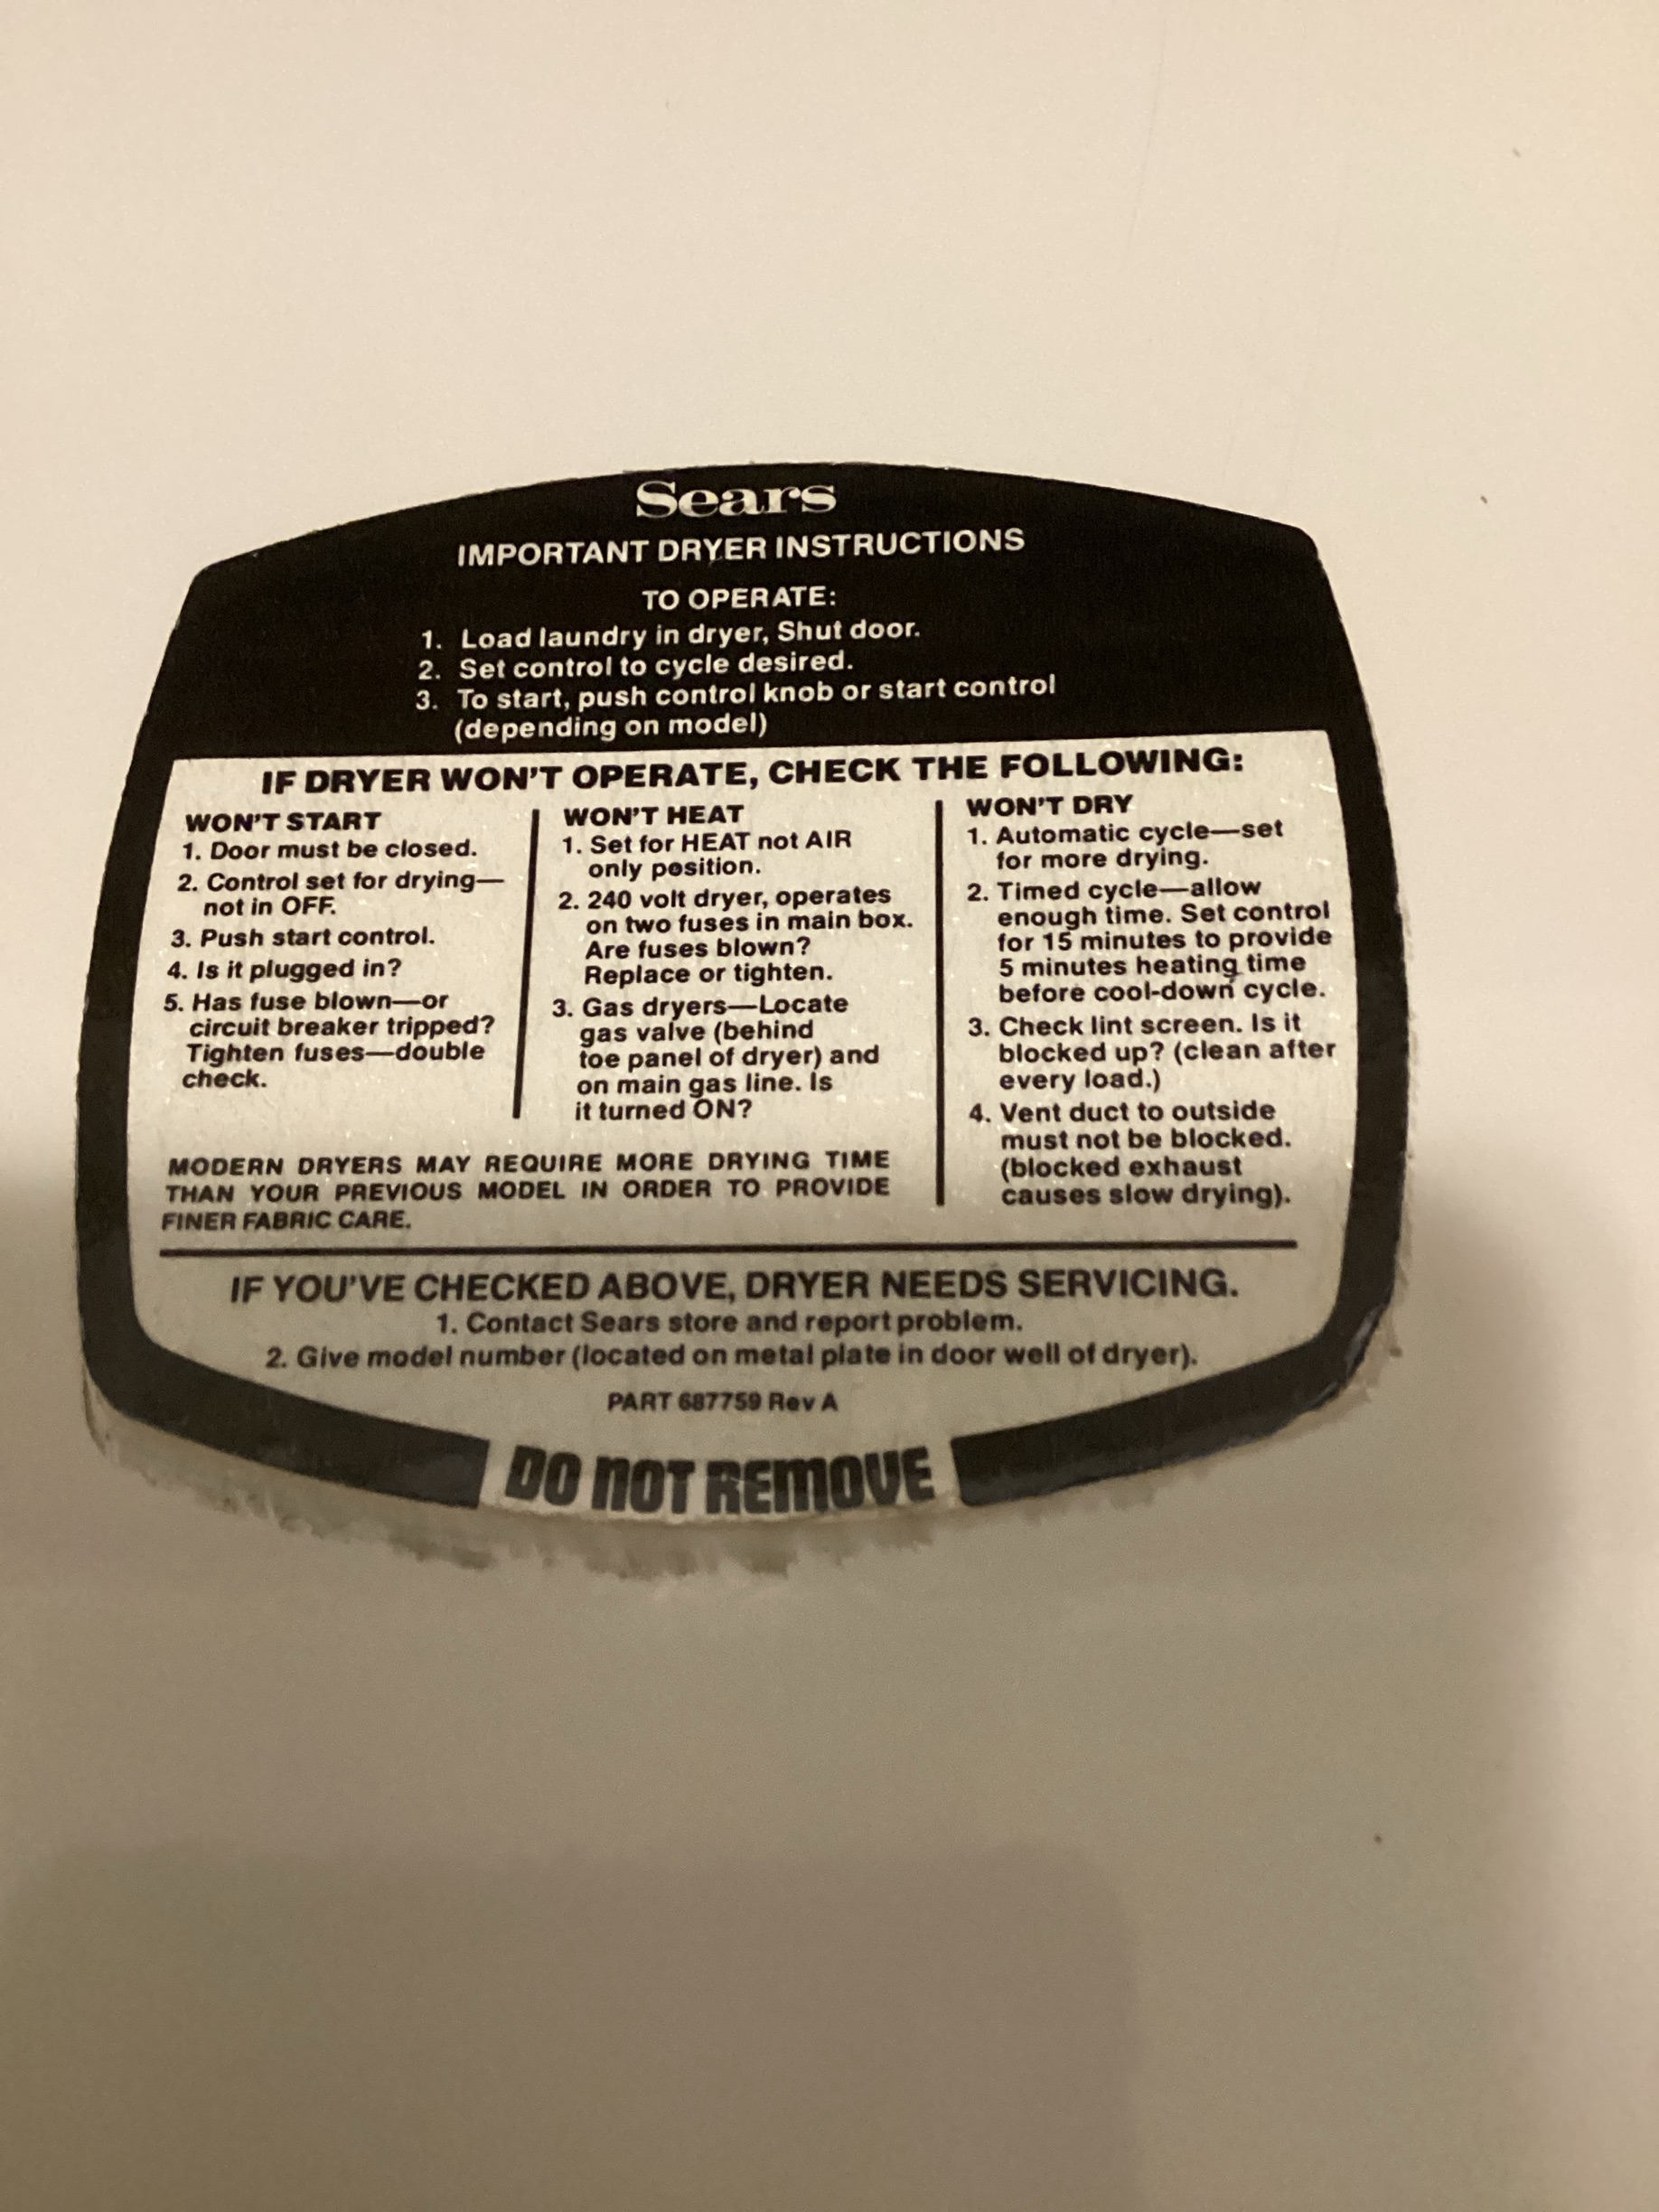 Sears
IMPORTANT DRYER INSTRUCTIONS
TO OPERATE:
1. Load laundry in dryer, Shut door.
2. Set control to cycle desired.
3. To start, push control knob or start control
(depending on model)
IF DRYER WON'T OPERATE, CHECK THE FOLLOWING:
WON'T START
1. Door must be closed.
2. Control set for drying—
not in OFF.
3. Push start control.
4. Is it plugged in?
5. Has fuse blown—or
circuit breaker tripped?
Tighten fuses—double
check.
WON'T HEAT
1. Set for HEAT not AIR
only position.
2. 240 volt dryer, operates
on two fuses in main box.
Are fuses blown?
Replace or tighten.
3. Gas dryers—Locate
gas valve (behind
toe panel of dryer) and
on main gas line. Is
it turned ON?
WON'T DRY
1. Automatic cycle—set
for more drying.
2. Timed cycle—allow
enough time. Set control
for 15 minutes to provide
5 minutes heating time
before cool-down cycle.
3. Check lint screen. Is it
blocked up? (clean after
every load.)
4. Vent duct to outside
must not be blocked.
(blocked exhaust
causes slow drying).
MODERN DRYERS MAY REQUIRE MORE DRYING TIME
THAN YOUR PREVIOUS MODEL IN ORDER TO PROVIDE
FINER FABRIC CARE.
IF YOU'VE CHECKED ABOVE, DRYER NEEDS SERVICING.
1. Contact Sears store and report problem.
2. Give model number (located on metal plate in door well of dryer).
PART 687759 Rev A
DO NOT REMOVE